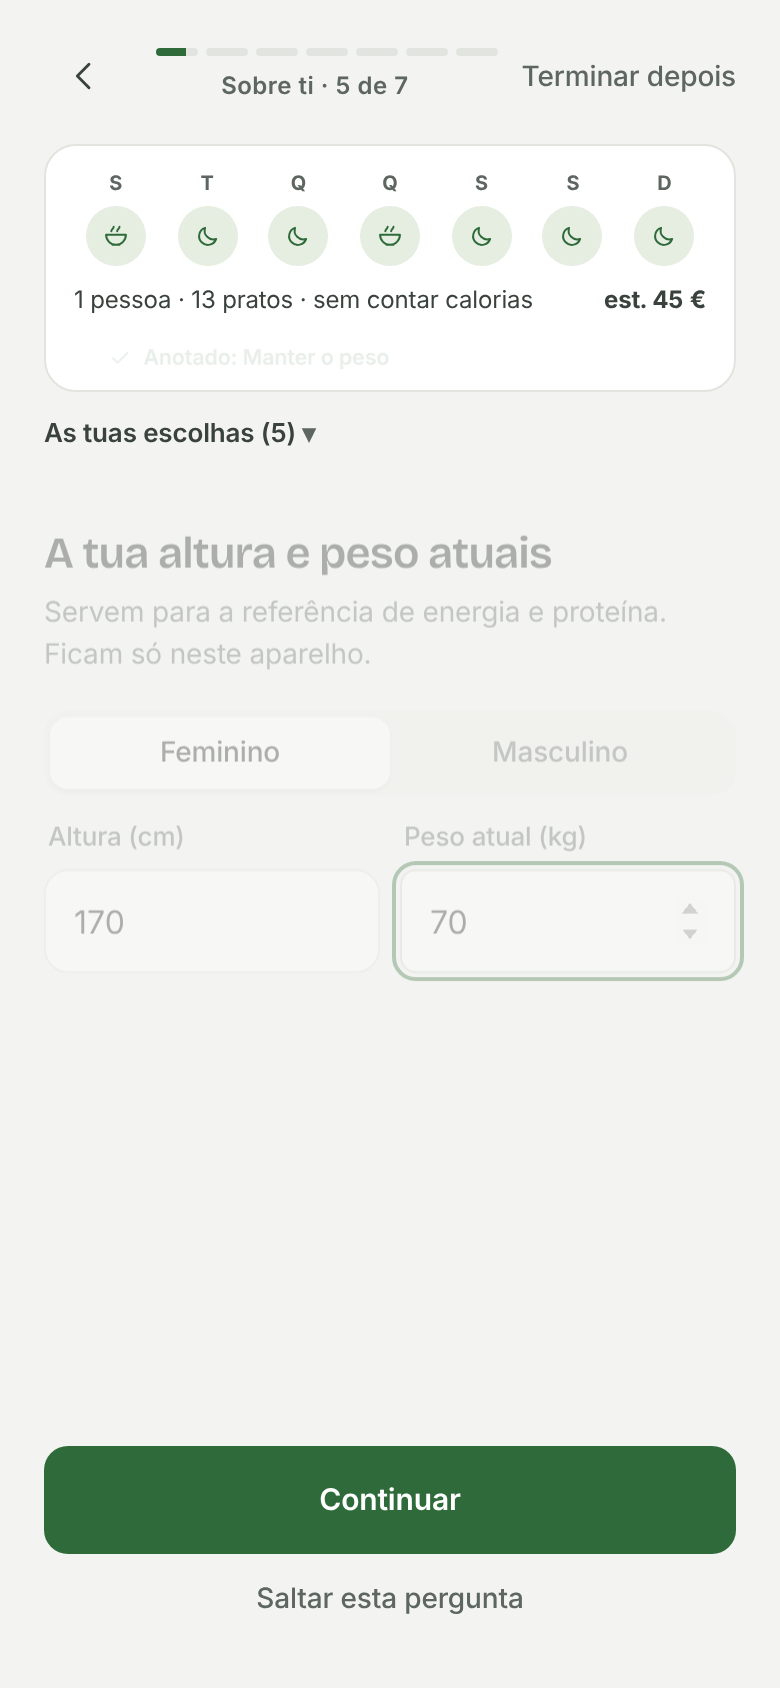 Sobre ti · 5 de 7
Terminar depois
S T Q Q S S D
1 pessoa · 13 pratos · sem contar calorias
est. 45 €
Anotado: Manter o peso
As tuas escolhas (5) ▾
A tua altura e peso atuais
Servem para a referência de energia e proteína.
Ficam só neste aparelho.
Feminino
Masculino
Altura (cm)
Peso atual (kg)
170
70
Continuar
Saltar esta pergunta